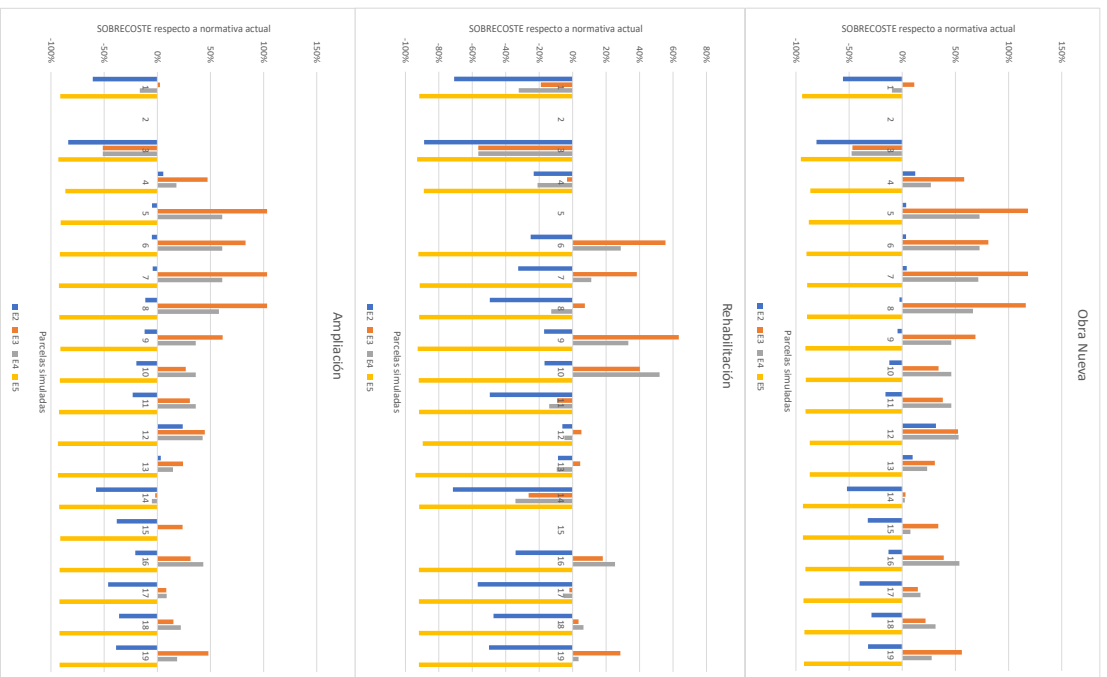 Obra Nueva
SOBRECOSTE respecto a normativa actual
150%
100%
50%
0%
-50%
-100%
1 2 3 4 5 6 7 8 9 10 11 12 13 14 15 16 17 18 19
Parcelas simuladas
E2 E3 E4 E5
Rehabilitación
SOBRECOSTE respecto a normativa actual
80%
60%
40%
20%
0%
-20%
-40%
-60%
-80%
-100%
1 2 3 4 5 6 7 8 9 10 11 12 13 14 15 16 17 18 19
Parcelas simuladas
E2 E3 E4 E5
Ampliación
SOBRECOSTE respecto a normativa actual
150%
100%
50%
0%
-50%
-100%
1 2 3 4 5 6 7 8 9 10 11 12 13 14 15 16 17 18 19
Parcelas simuladas
E2 E3 E4 E5